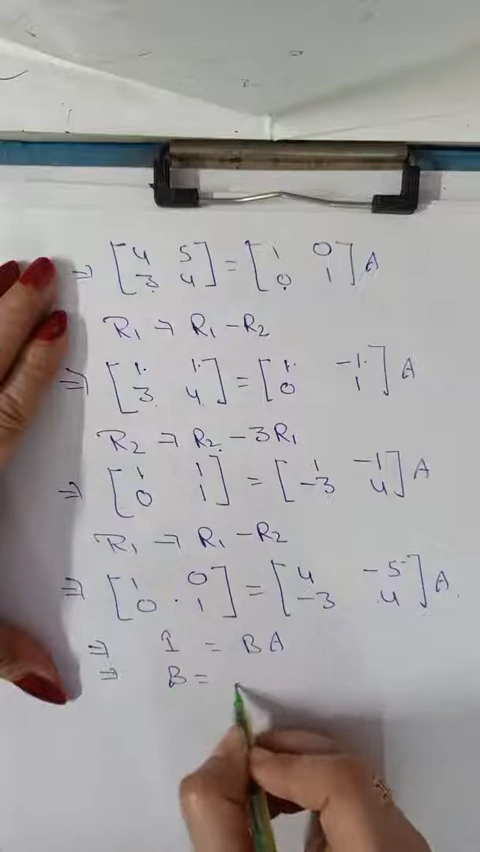 ⇒ [4 5; 3 4] = [1 0; 0 1] A
R₁ → R₁ - R₂
⇒ [1 1; 3 4] = [1 -1; 0 1] A
R₂ → R₂ - 3R₁
⇒ [1 1; 0 1] = [1 -1; -3 4] A
R₁ → R₁ - R₂
⇒ [1 0; 0 1] = [4 -5; -3 4] A
⇒ I = BA
⇒ B =